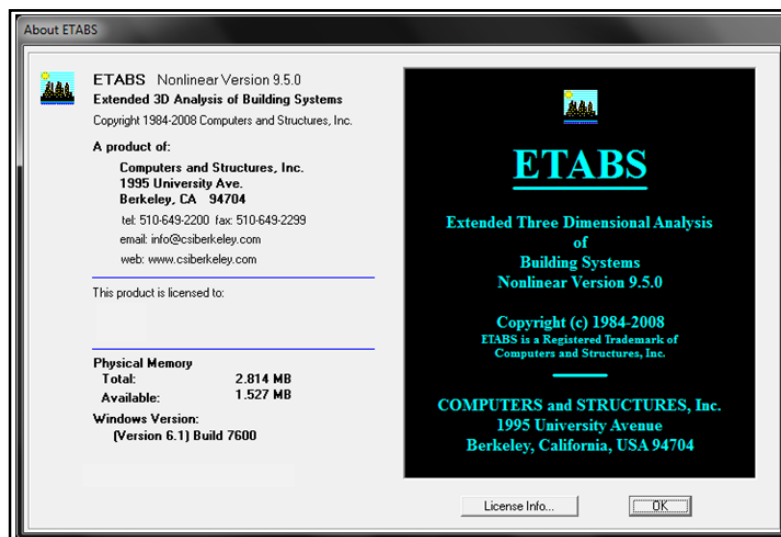 About ETABS
ETABS Nonlinear Version 9.5.0
Extended 3D Analysis of Building Systems
Copyright 1984-2008 Computers and Structures, Inc.
A product of:
Computers and Structures, Inc.
1995 University Ave.
Berkeley, CA 94704
tel: 510-649-2200 fax: 510-649-2299
email: info@csiberkeley.com
web: www.csiberkeley.com
This product is licensed to:
Physical Memory
Total: 2.814 MB
Available: 1.527 MB
Windows Version:
(Version 6.1) Build 7600
ETABS
Extended Three Dimensional Analysis
of
Building Systems
Nonlinear Version 9.5.0
Copyright (c) 1984-2008
ETABS is a Registered Trademark of
Computers and Structures, Inc.
COMPUTERS and STRUCTURES, Inc.
1995 University Avenue
Berkeley, California, USA 94704
License Info...
OK